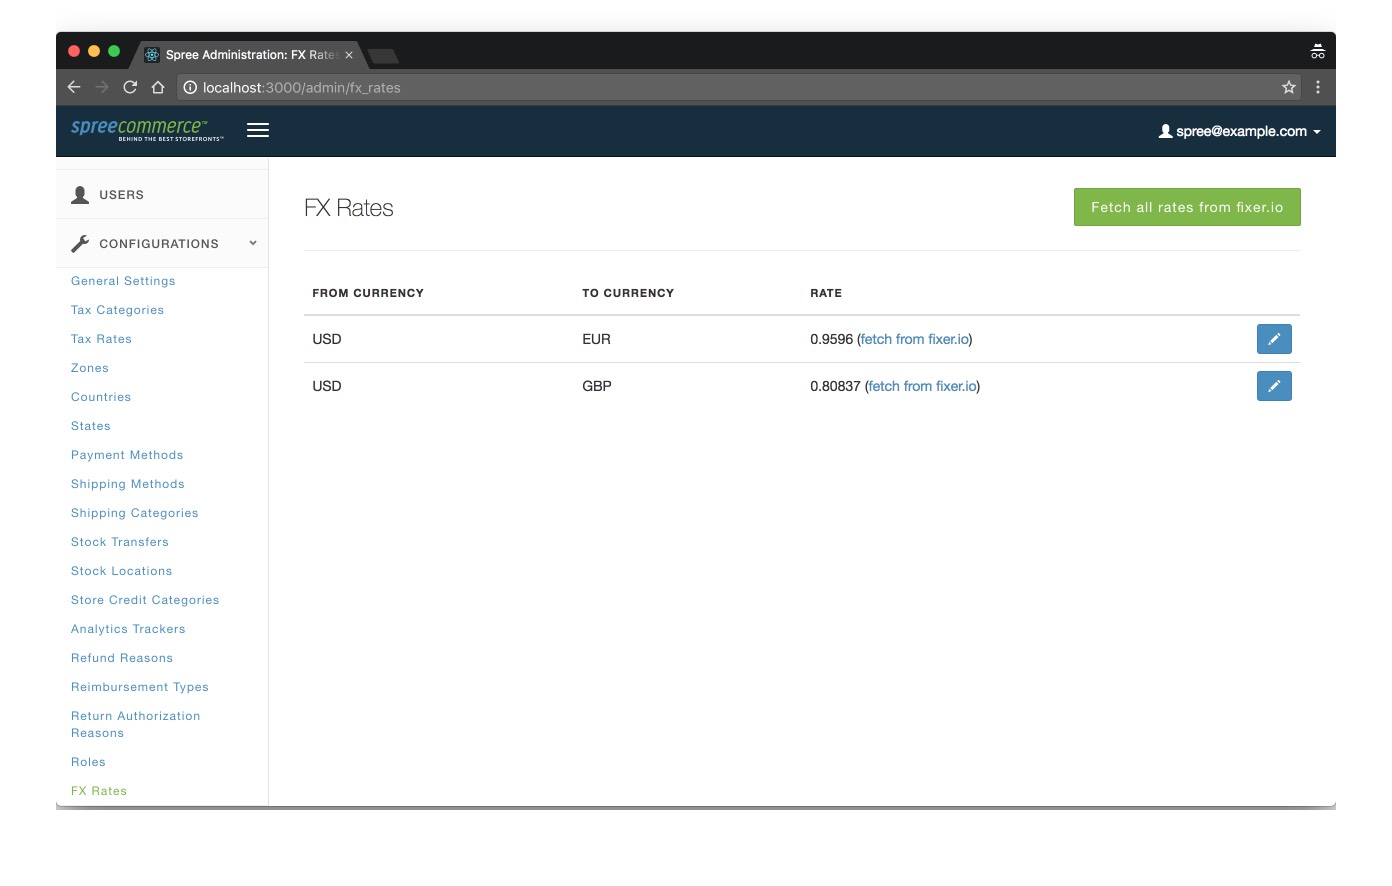 Spree Administration: FX Rates
localhost:3000/admin/fx_rates
spreecommerce™
BEHIND THE BEST STOREFRONTS™
spree@example.com
USERS
CONFIGURATIONS
General Settings
Tax Categories
Tax Rates
Zones
Countries
States
Payment Methods
Shipping Methods
Shipping Categories
Stock Transfers
Stock Locations
Store Credit Categories
Analytics Trackers
Refund Reasons
Reimbursement Types
Return Authorization
Reasons
Roles
FX Rates
FX Rates
Fetch all rates from fixer.io
FROM CURRENCY TO CURRENCY RATE
USD EUR 0.9596 (fetch from fixer.io)
USD GBP 0.80837 (fetch from fixer.io)